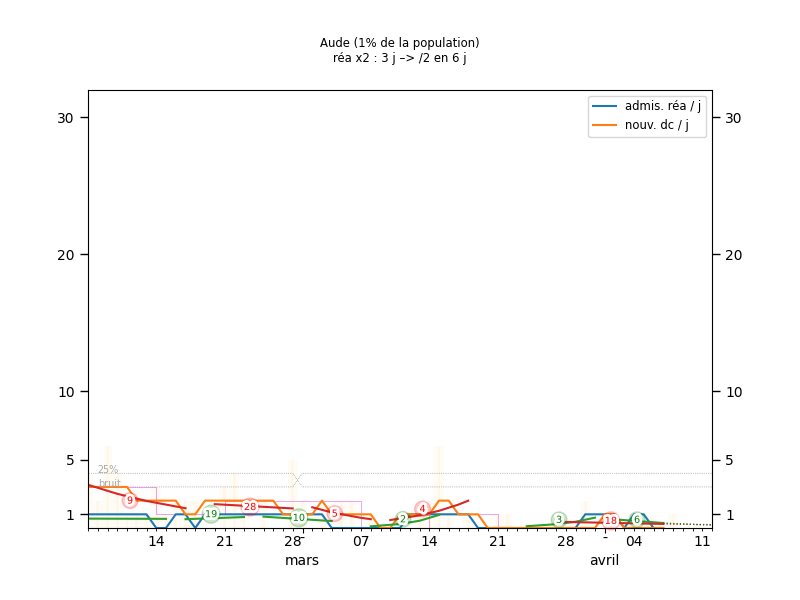 Aude (1% de la population)
réa x2 : 3 j –> /2 en 6 j
admis. réa / j
nouv. dc / j
30 30
20 20
10 10
5 5
1 1
25%
bruit
9 19 28 10 5 2 4 3 18 6
14 21 28 07 14 21 28 - 04 11
mars avril